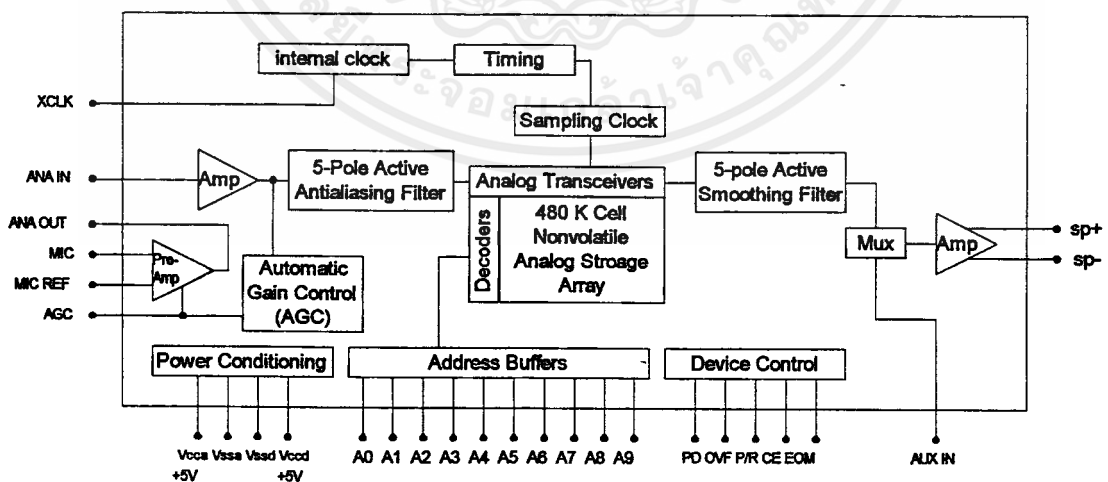 internal clock
Timing
XCLK
Sampling Clock
ANA IN
Amp
5-Pole Active
Antialiasing Filter
Analog Transceivers
5-pole Active
Smoothing Filter
ANA OUT
MIC
MIC REF
AGC
Pre-
Amp
Automatic
Gain Control
(AGC)
Decoders
480 K Cell
Nonvolatile
Analog Stroage
Array
Mux
Amp
sp+
sp-
Power Conditioning
Address Buffers
Device Control
Vcca Vssa Vssd Vccd
+5V +5V
A0 A1 A2 A3 A4 A5 A6 A7 A8 A9
PD OVF P/R CE EOM
AUX IN